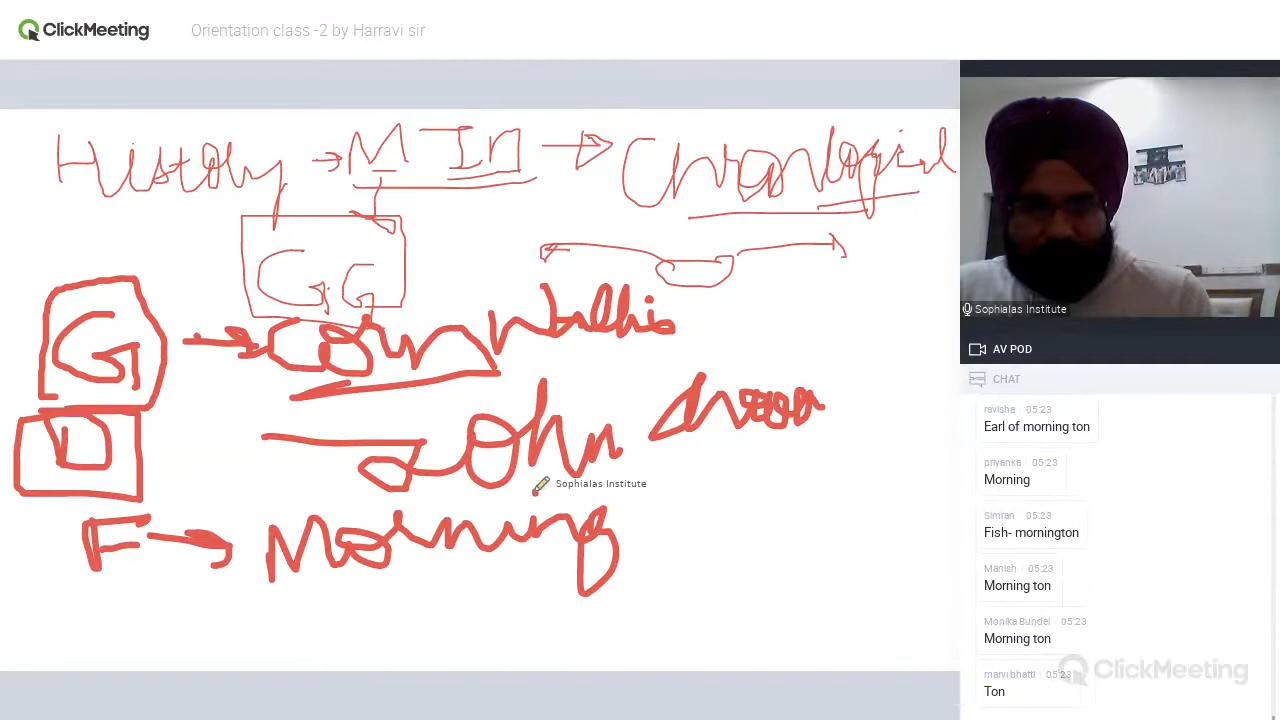 ClickMeeting
Orientation class -2 by Harravi sir
History → M In → Chronlogical
G.G
G → Cornwallis
D John
Sophialas Institute
F → Morning
Sophialas Institute
AV POD
CHAT
ravisha 05:23
Earl of morning ton
priyanka 05:23
Morning
Simran 05:23
Fish- mornington
Manish 05:23
Morning ton
Monika Bundel 05:23
Morning ton
marvi bhatti 05:23
Ton
ClickMeeting